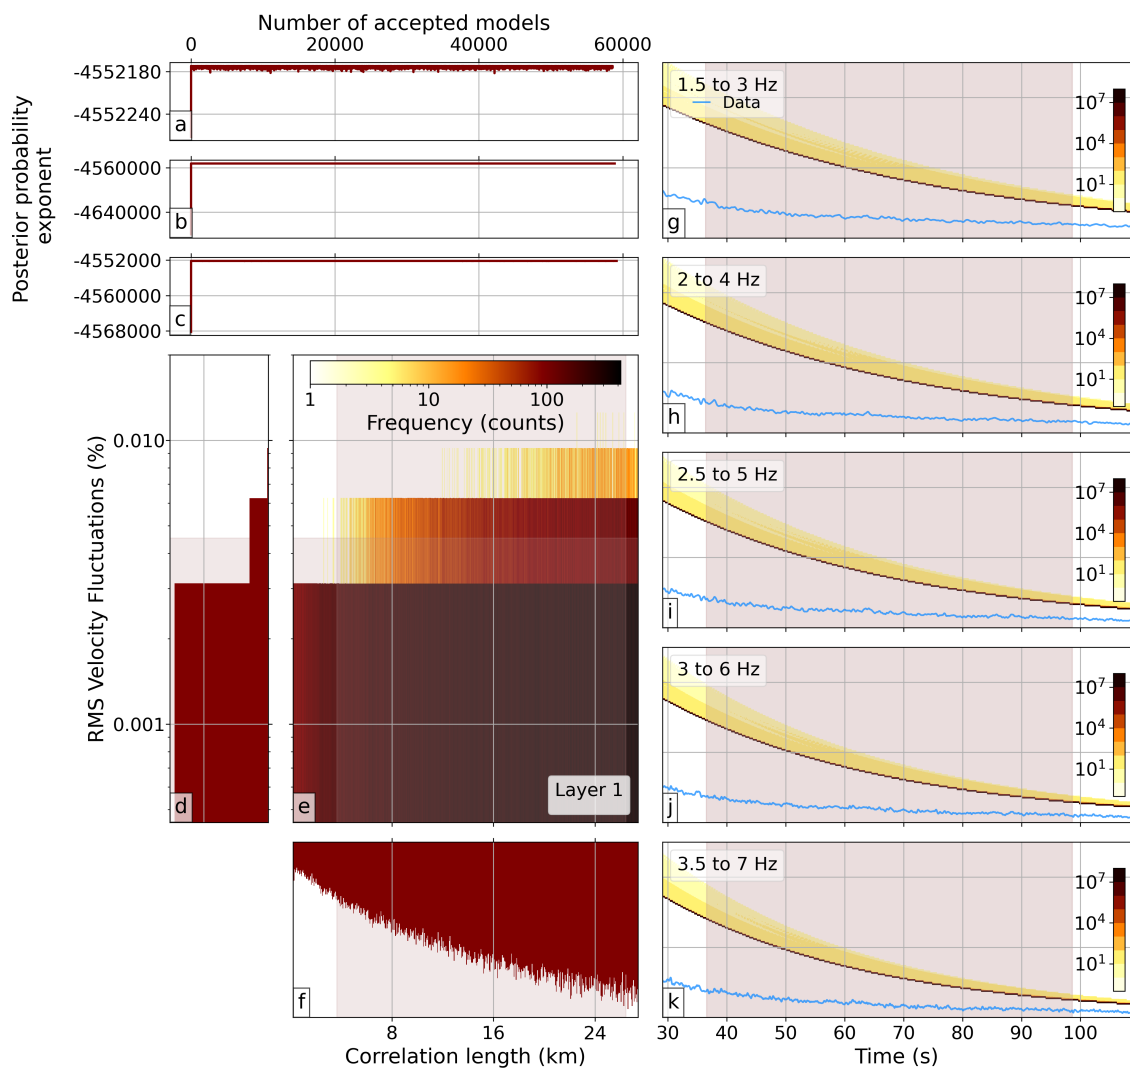 Number of accepted models
0 20000 40000 60000
Posterior probability
exponent
-4552180
-4552240
a
-4560000
-4640000
b
-4552000
-4560000
-4568000
c
RMS Velocity Fluctuations (%)
0.010
0.001
d
1 10 100
Frequency (counts)
Layer 1
e
f
8 16 24
Correlation length (km)
1.5 to 3 Hz
Data
10⁷
10⁴
10¹
g
2 to 4 Hz
10⁷
10⁴
10¹
h
2.5 to 5 Hz
10⁷
10⁴
10¹
i
3 to 6 Hz
10⁷
10⁴
10¹
j
3.5 to 7 Hz
10⁷
10⁴
10¹
k
30 40 50 60 70 80 90 100
Time (s)